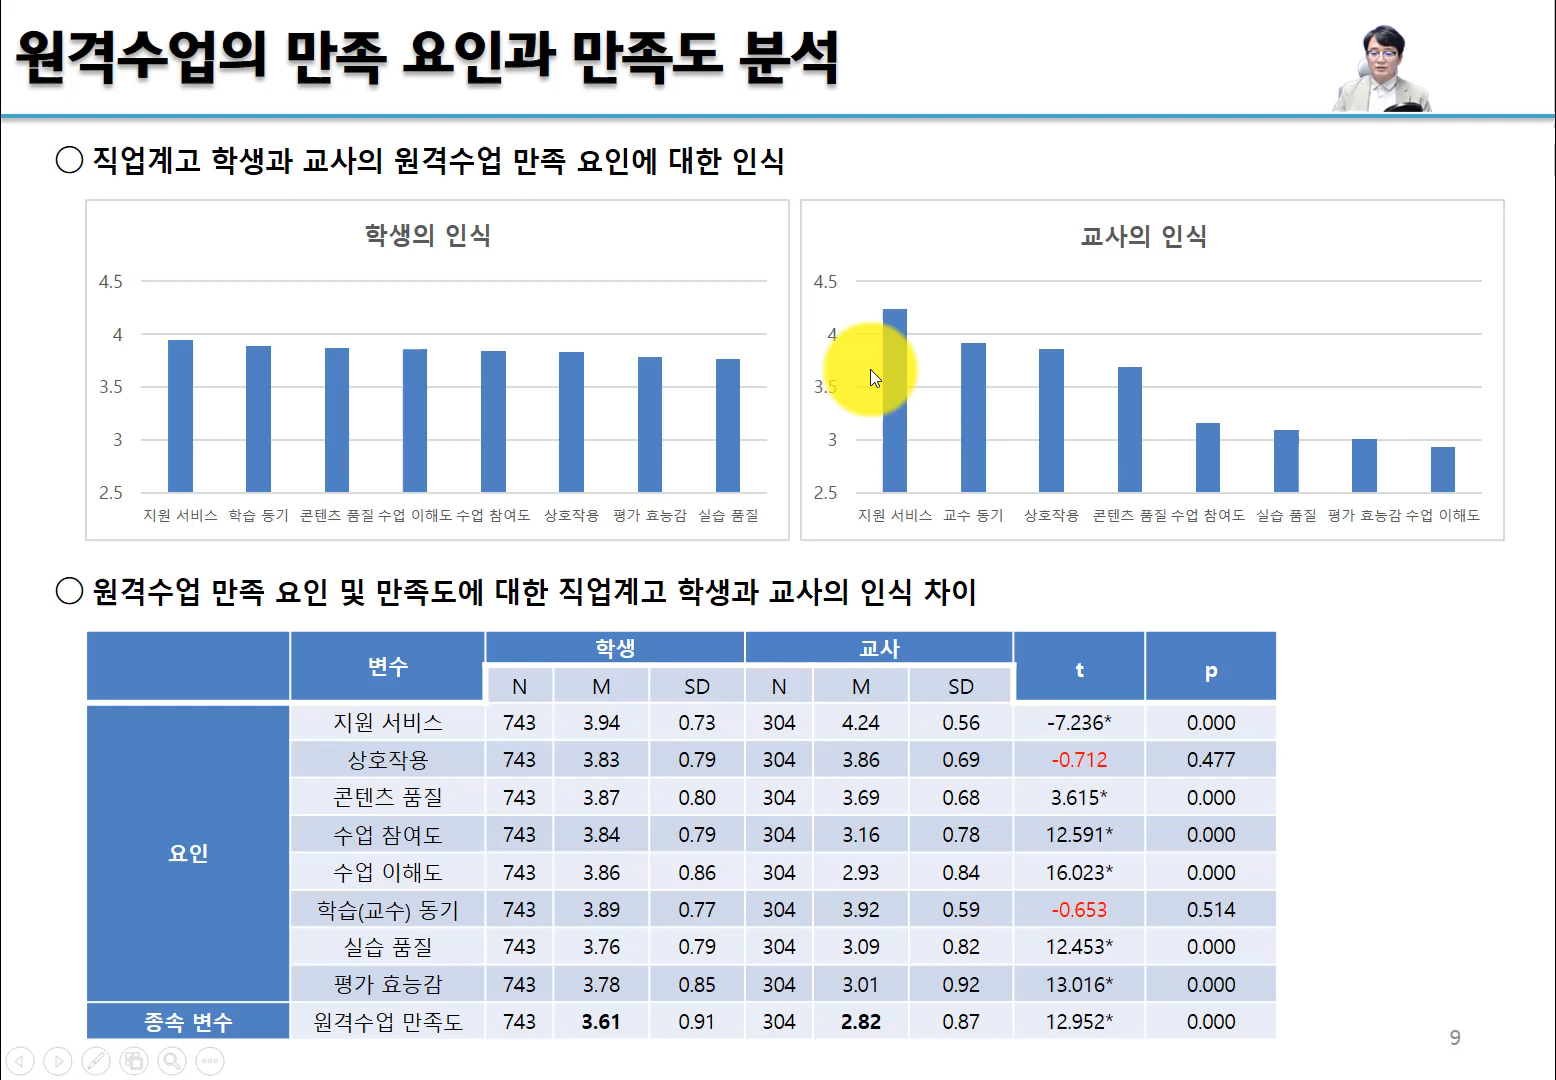 원격수업의 만족 요인과 만족도 분석
○ 직업계고 학생과 교사의 원격수업 만족 요인에 대한 인식
학생의 인식
4.5
4
3.5
3
2.5
지원 서비스 학습 동기 콘텐츠 품질 수업 이해도 수업 참여도 상호작용 평가 효능감 실습 품질
교사의 인식
4.5
4
3.5
3
2.5
지원 서비스 교수 동기 상호작용 콘텐츠 품질 수업 참여도 실습 품질 평가 효능감 수업 이해도
○ 원격수업 만족 요인 및 만족도에 대한 직업계고 학생과 교사의 인식 차이
변수 학생 교사 t p
N M SD N M SD
요인
지원 서비스 743 3.94 0.73 304 4.24 0.56 -7.236* 0.000
상호작용 743 3.83 0.79 304 3.86 0.69 -0.712 0.477
콘텐츠 품질 743 3.87 0.80 304 3.69 0.68 3.615* 0.000
수업 참여도 743 3.84 0.79 304 3.16 0.78 12.591* 0.000
수업 이해도 743 3.86 0.86 304 2.93 0.84 16.023* 0.000
학습(교수) 동기 743 3.89 0.77 304 3.92 0.59 -0.653 0.514
실습 품질 743 3.76 0.79 304 3.09 0.82 12.453* 0.000
평가 효능감 743 3.78 0.85 304 3.01 0.92 13.016* 0.000
종속 변수 원격수업 만족도 743 3.61 0.91 304 2.82 0.87 12.952* 0.000
9